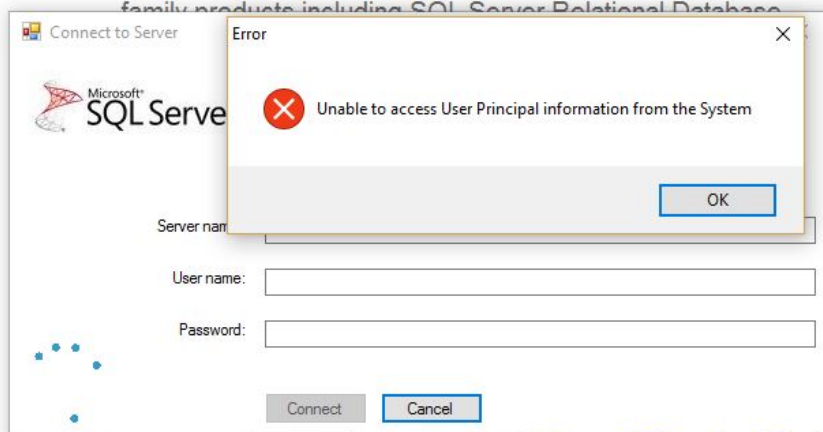 family products including SQL Server Relational Database
Connect to Server
Error
Microsoft
SQL Serve
Unable to access User Principal information from the System
OK
Server nam
User name:
Password:
Connect
Cancel